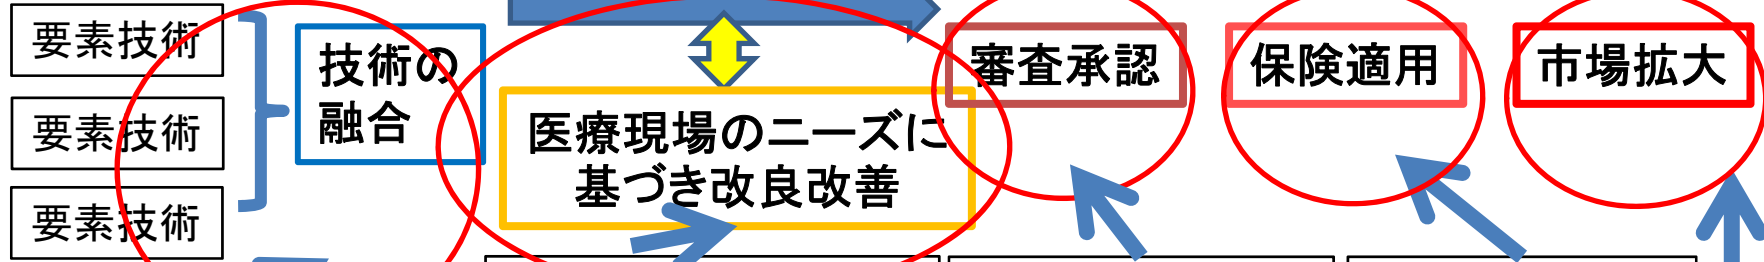 要素技術
要素技術
要素技術
技術の
融合
医療現場のニーズに
基づき改良改善
審査承認
保険適用
市場拡大